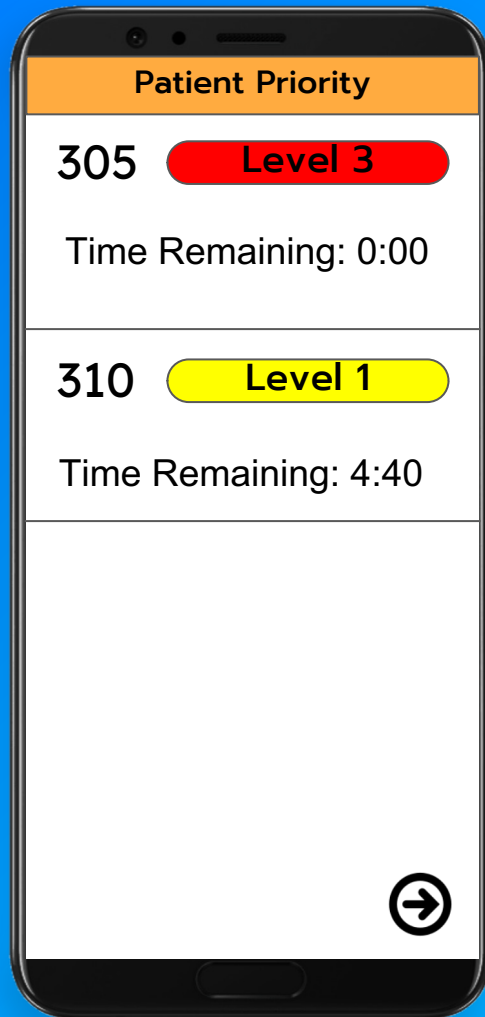 Patient Priority
305 Level 3
Time Remaining: 0:00
310 Level 1
Time Remaining: 4:40